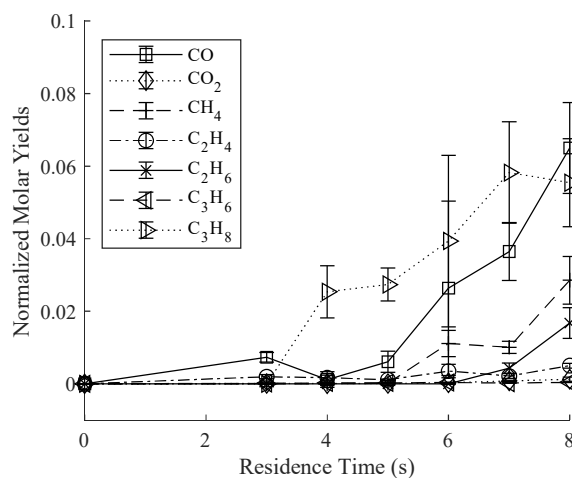 0.1
0.08
0.06
0.04
0.02
0
Normalized Molar Yields
CO
CO2
CH4
C2H4
C2H6
C3H6
C3H8
0 2 4 6 8
Residence Time (s)